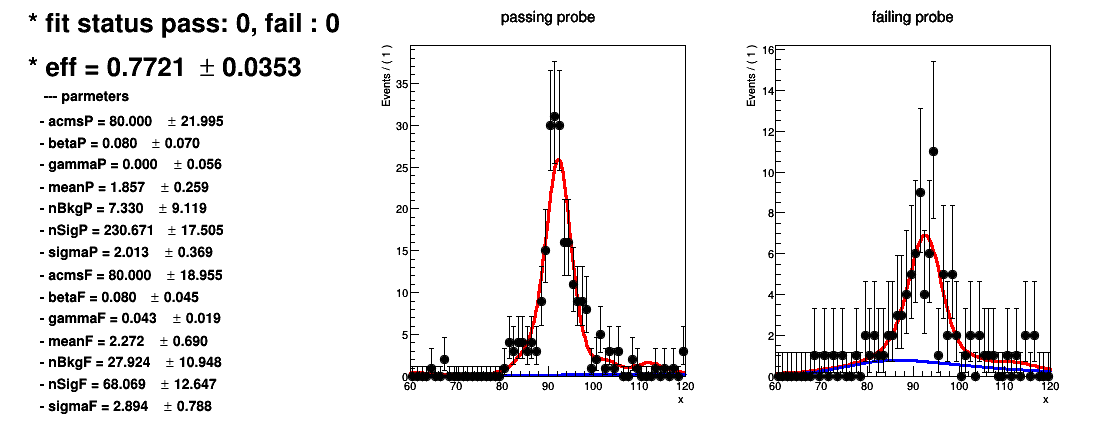 * fit status pass: 0, fail : 0
* eff = 0.7721 ± 0.0353
--- parmeters
- acmsP = 80.000 ± 21.995
- betaP = 0.080 ± 0.070
- gammaP = 0.000 ± 0.056
- meanP = 1.857 ± 0.259
- nBkgP = 7.330 ± 9.119
- nSigP = 230.671 ± 17.505
- sigmaP = 2.013 ± 0.369
- acmsF = 80.000 ± 18.955
- betaF = 0.080 ± 0.045
- gammaF = 0.043 ± 0.019
- meanF = 2.272 ± 0.690
- nBkgF = 27.924 ± 10.948
- nSigF = 68.069 ± 12.647
- sigmaF = 2.894 ± 0.788
passing probe
Events / ( 1 )
35
30
25
20
15
10
5
0
60 70 80 90 100 110 120
x
failing probe
Events / ( 1 )
16
14
12
10
8
6
4
2
0
60 70 80 90 100 110 120
x